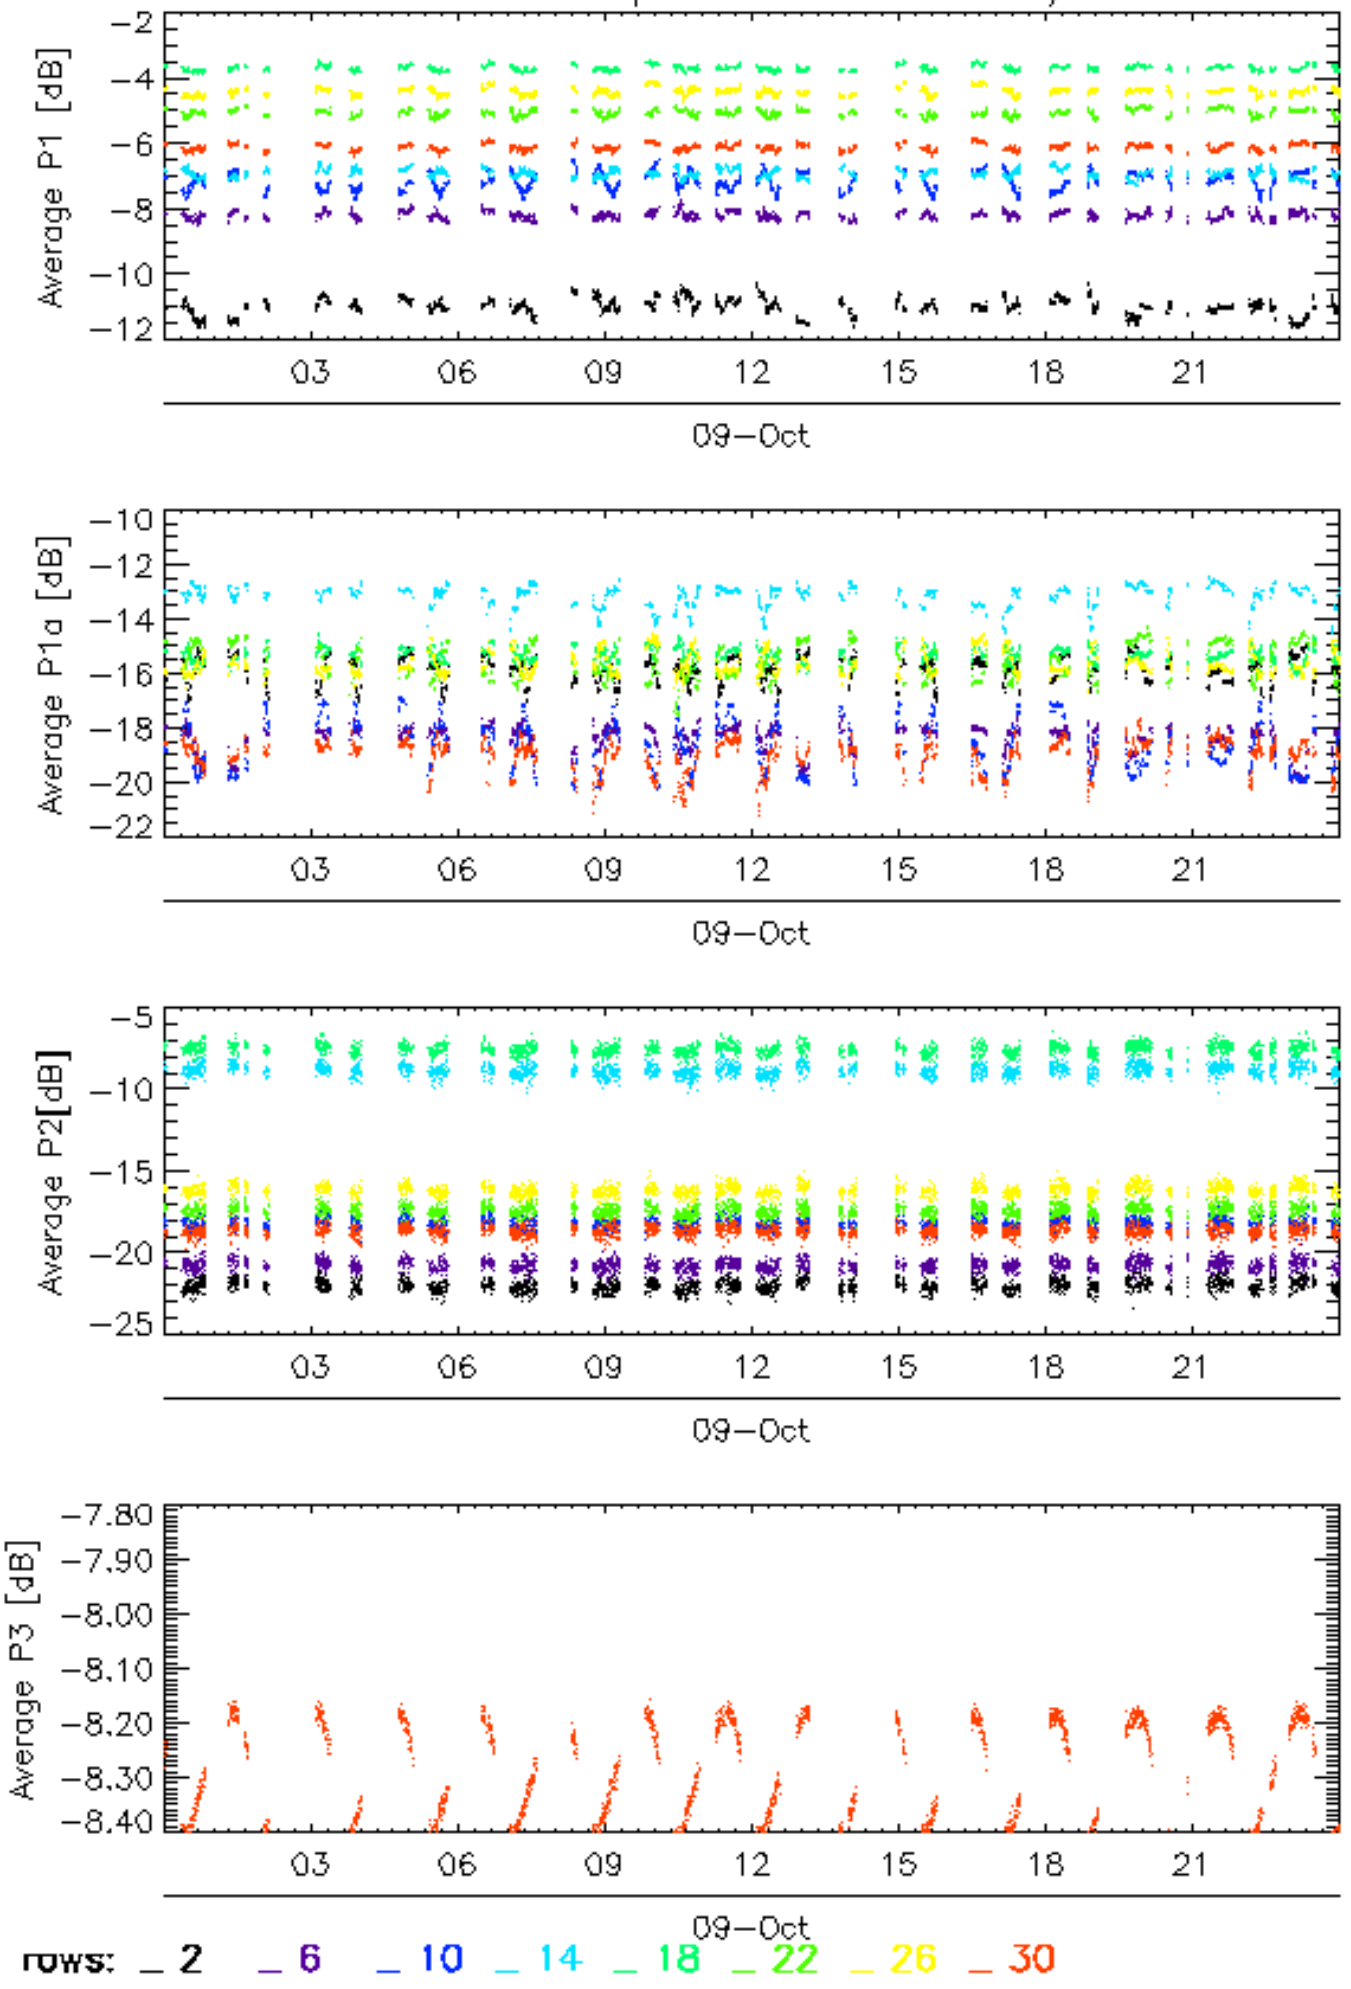 -2
-4
-6
-8
-10
-12
Average P1 [dB]
03 06 09 12 15 18 21
09-Oct
-10
-12
-14
-16
-18
-20
-22
Average P1a [dB]
03 06 09 12 15 18 21
09-Oct
-5
-10
-15
-20
-25
Average P2[dB]
03 06 09 12 15 18 21
09-Oct
-7.80
-7.90
-8.00
-8.10
-8.20
-8.30
-8.40
Average P3 [dB]
03 06 09 12 15 18 21
09-Oct
rows: _ 2 _ 6 _ 10 _ 14 _ 18 _ 22 _ 26 _ 30